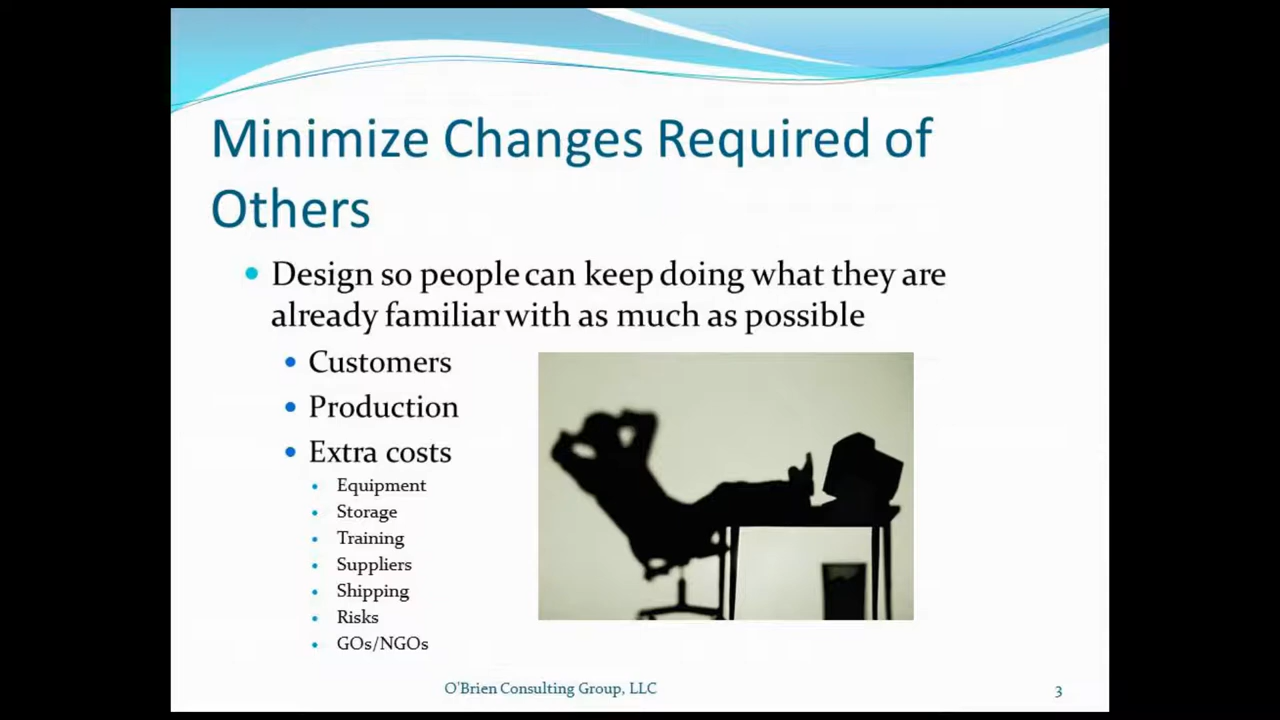 Minimize Changes Required of
Others
Design so people can keep doing what they are
already familiar with as much as possible
Customers
Production
Extra costs
Equipment
Storage
Training
Suppliers
Shipping
Risks
GOs/NGOs
O'Brien Consulting Group, LLC
3